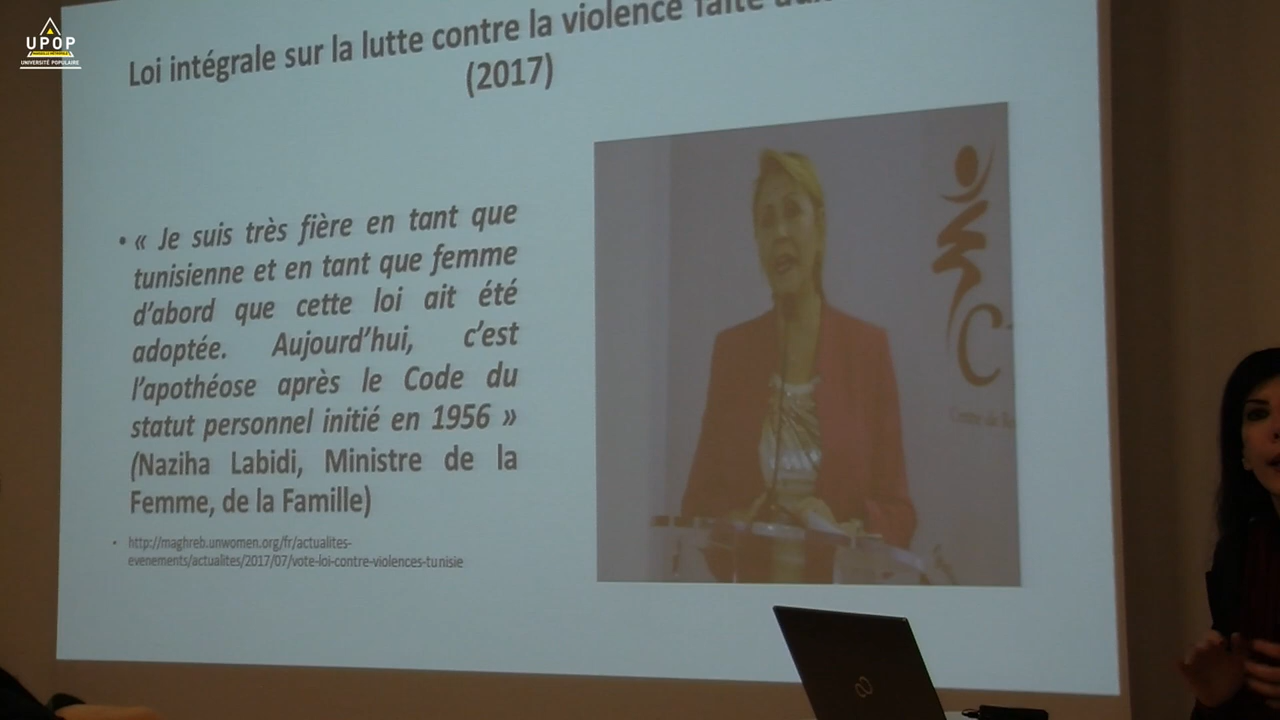 UPOP
UNIVERSITÉ POPULAIRE
Loi intégrale sur la lutte contre la violence faite
(2017)
• « Je suis très fière en tant que
tunisienne et en tant que femme
d'abord que cette loi ait été
adoptée. Aujourd'hui, c'est
l'apothéose après le Code du
statut personnel initié en 1956 »
(Naziha Labidi, Ministre de la
Femme, de la Famille)
• http://maghreb.unwomen.org/fr/actualites-
evenements/actualites/2017/07/vote-loi-contre-violences-tunisie
Centre de